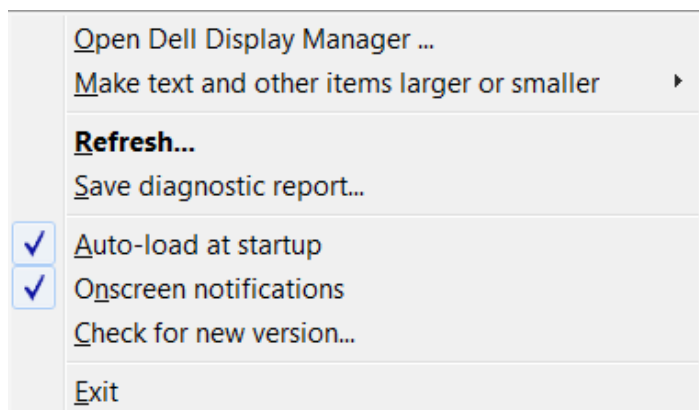 Open Dell Display Manager ...
Make text and other items larger or smaller
Refresh...
Save diagnostic report...
Auto-load at startup
Onscreen notifications
Check for new version...
Exit